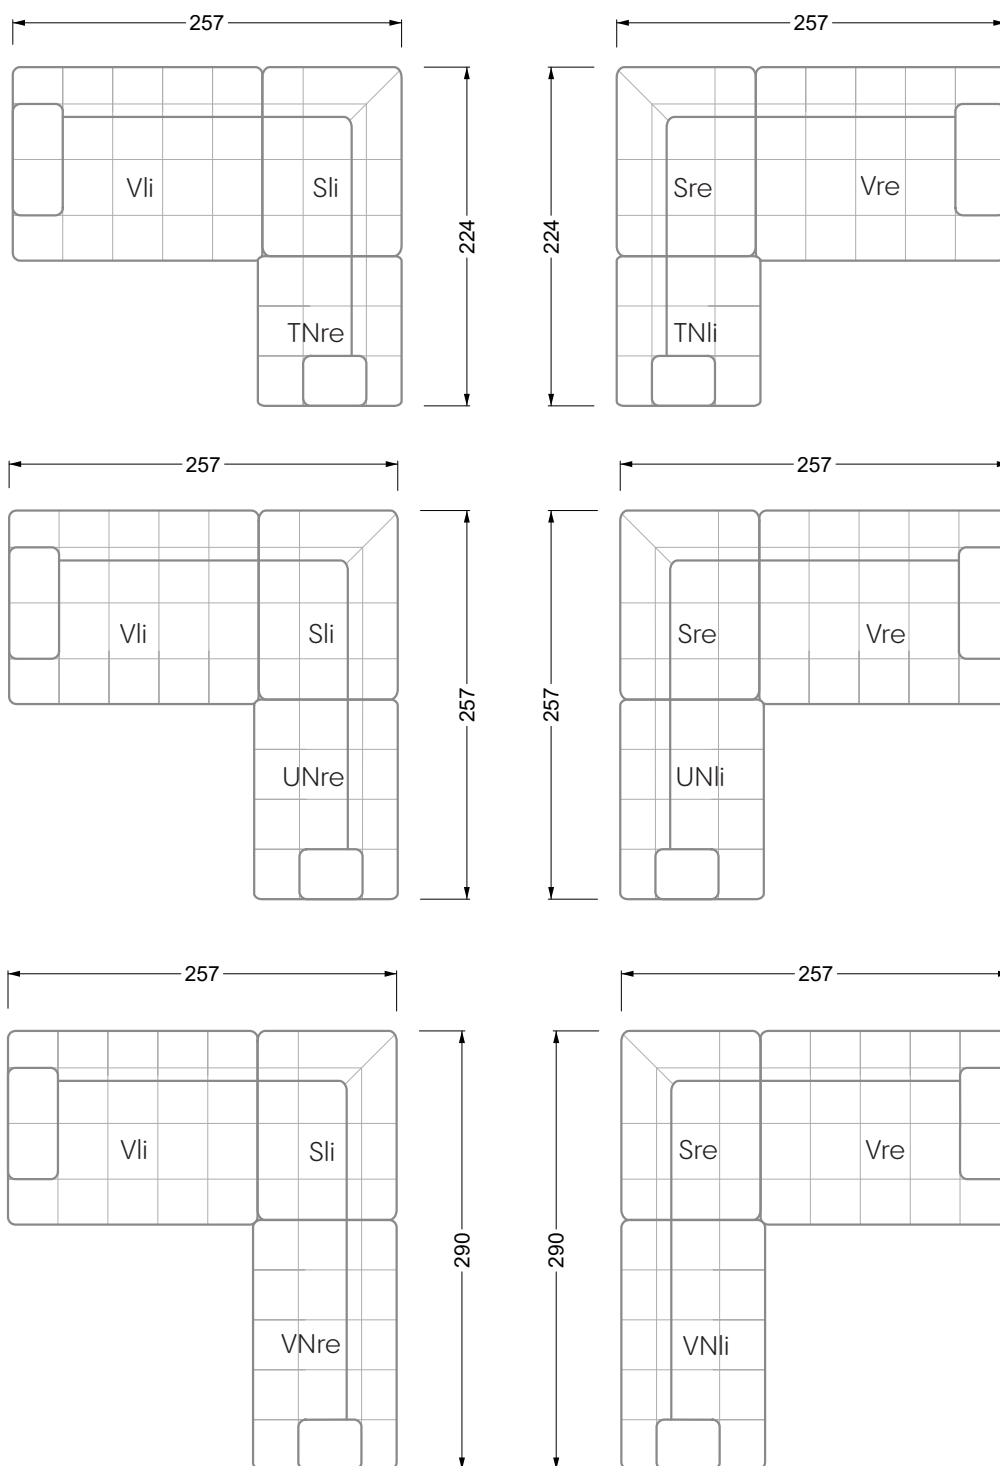 257 257
Vli Sli Sre Vre
224 224
TNre TNli
257 257
Vli Sli Sre Vre
257 257
UNre UNli
257 257
Vli Sli Sre Vre
290 290
VNre VNli